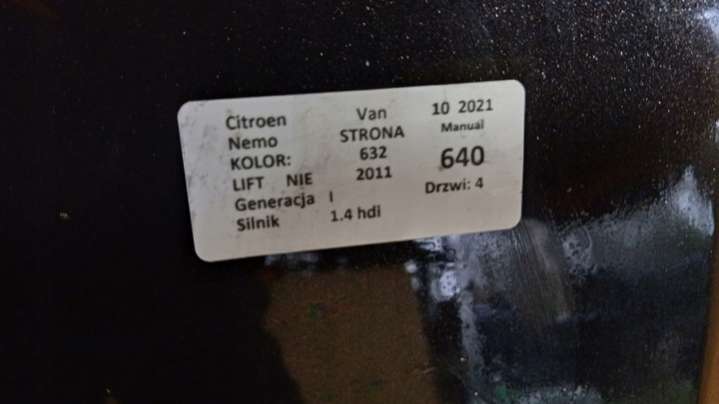 Citroen Van 10 2021
Nemo STRONA Manual
KOLOR: 632 640
LIFT NIE 2011 Drzwi: 4
Generacja I
Silnik 1.4 hdi